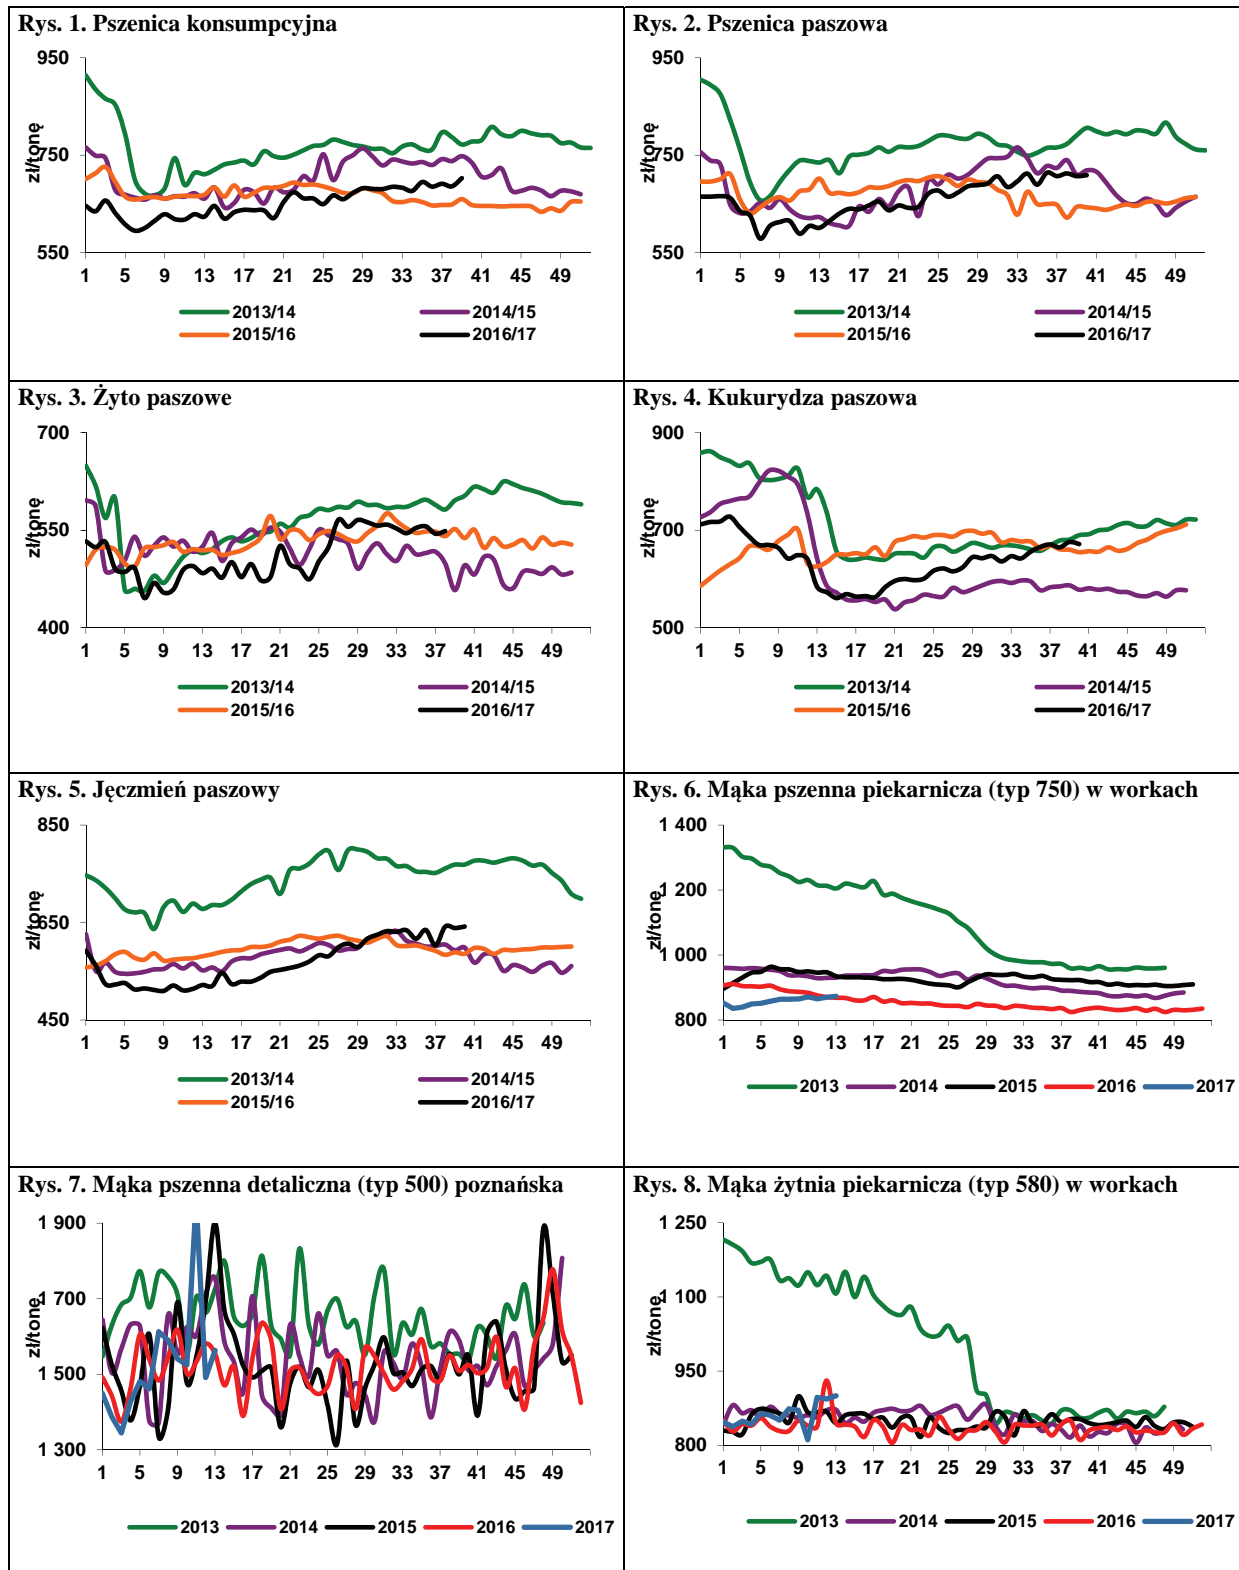 Rys. 1. Pszenica konsumpcyjna
zł/tonę
950
750
550
1 5 9 13 17 21 25 29 33 37 41 45 49
2013/14 2014/15
2015/16 2016/17
Rys. 2. Pszenica paszowa
zł/tonę
950
750
550
1 5 9 13 17 21 25 29 33 37 41 45 49
2013/14 2014/15
2015/16 2016/17
Rys. 3. Żyto paszowe
zł/tonę
700
550
400
1 5 9 13 17 21 25 29 33 37 41 45 49
2013/14 2014/15
2015/16 2016/17
Rys. 4. Kukurydza paszowa
zł/tonę
900
700
500
1 5 9 13 17 21 25 29 33 37 41 45 49
2013/14 2014/15
2015/16 2016/17
Rys. 5. Jęczmień paszowy
zł/tonę
850
650
450
1 5 9 13 17 21 25 29 33 37 41 45 49
2013/14 2014/15
2015/16 2016/17
Rys. 6. Mąka pszenna piekarnicza (typ 750) w workach
zł/tonę
1 400
1 200
1 000
800
1 5 9 13 17 21 25 29 33 37 41 45 49
2013 2014 2015 2016 2017
Rys. 7. Mąka pszenna detaliczna (typ 500) poznańska
zł/tonę
1 900
1 700
1 500
1 300
1 5 9 13 17 21 25 29 33 37 41 45 49
2013 2014 2015 2016 2017
Rys. 8. Mąka żytnia piekarnicza (typ 580) w workach
zł/tonę
1 250
1 100
950
800
1 5 9 13 17 21 25 29 33 37 41 45 49
2013 2014 2015 2016 2017